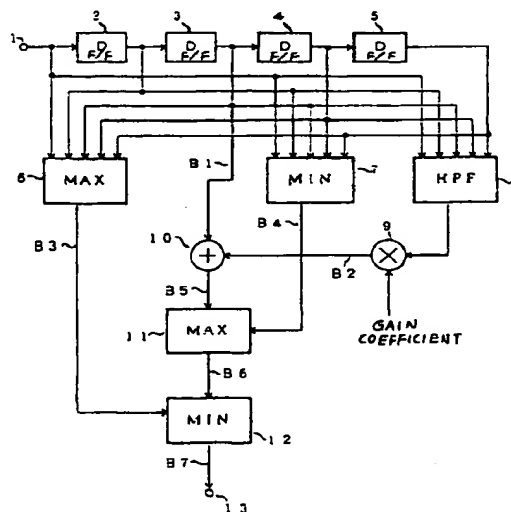 2 3 4 5
1
D F/F D F/F D F/F D F/F
6 MAX B1 MIN 7 HPF
B3 B4 9
10 + B2 ×
B5 GAIN COEFFICIENT
11 MAX
B6
MIN
12
B7
13